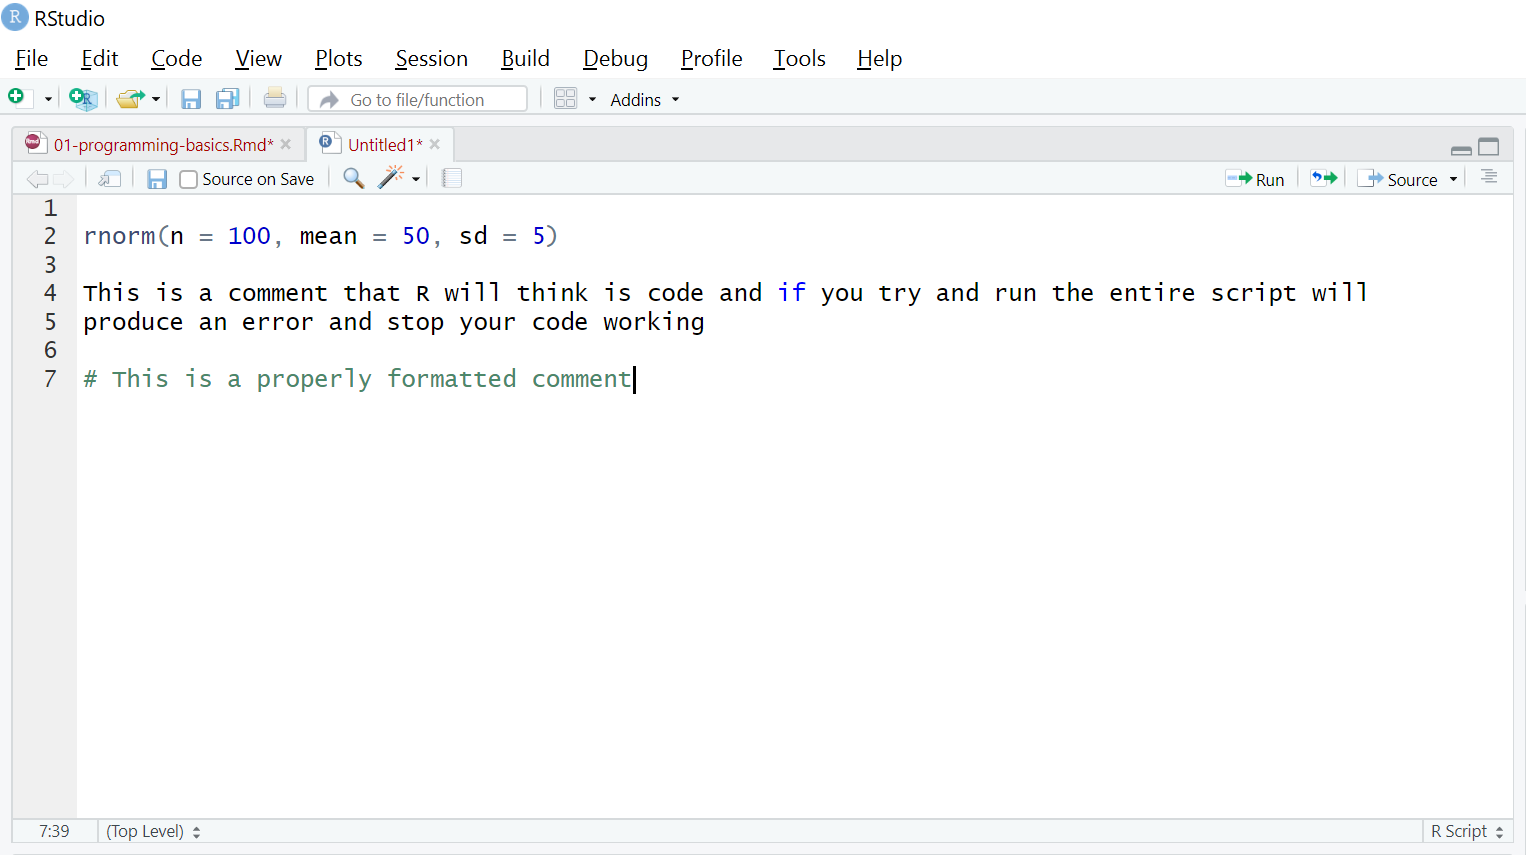 RStudio
File Edit Code View Plots Session Build Debug Profile Tools Help
Go to file/function Addins
01-programming-basics.Rmd* Untitled1*
Source on Save Run Source
1
2 rnorm(n = 100, mean = 50, sd = 5)
3
4 This is a comment that R will think is code and if you try and run the entire script will
5 produce an error and stop your code working
6
7 # This is a properly formatted comment
7:39 (Top Level) R Script